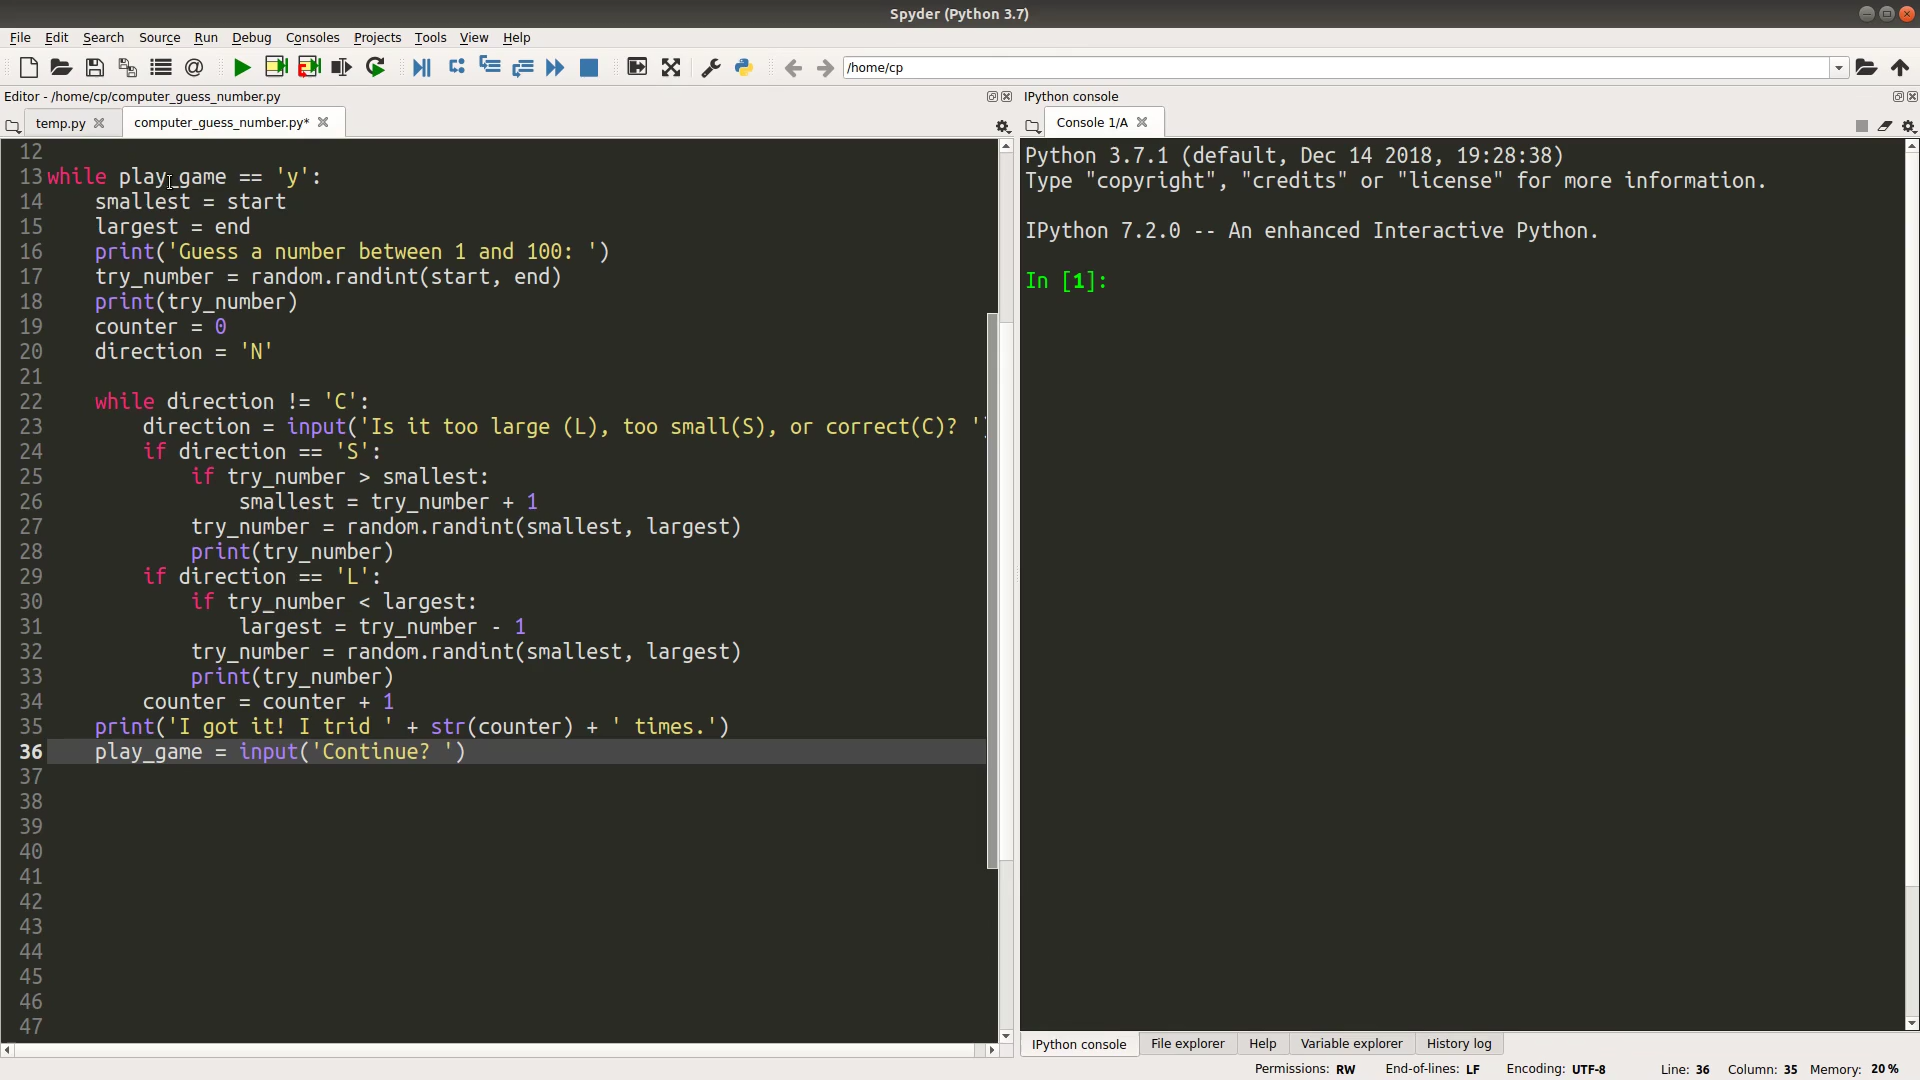 Spyder (Python 3.7)
File Edit Search Source Run Debug Consoles Projects Tools View Help
/home/cp
Editor - /home/cp/computer_guess_number.py
temp.py
computer_guess_number.py*
12
13 while play_game == 'y':
14 smallest = start
15 largest = end
16 print('Guess a number between 1 and 100: ')
17 try_number = random.randint(start, end)
18 print(try_number)
19 counter = 0
20 direction = 'N'
21
22 while direction != 'C':
23 direction = input('Is it too large (L), too small(S), or correct(C)? ')
24 if direction == 'S':
25 if try_number > smallest:
26 smallest = try_number + 1
27 try_number = random.randint(smallest, largest)
28 print(try_number)
29 if direction == 'L':
30 if try_number < largest:
31 largest = try_number - 1
32 try_number = random.randint(smallest, largest)
33 print(try_number)
34 counter = counter + 1
35 print('I got it! I trid ' + str(counter) + ' times.')
36 play_game = input('Continue? ')
37
38
39
40
41
42
43
44
45
46
47
IPython console
Console 1/A
Python 3.7.1 (default, Dec 14 2018, 19:28:38)
Type "copyright", "credits" or "license" for more information.
IPython 7.2.0 -- An enhanced Interactive Python.
In [1]:
IPython console File explorer Help Variable explorer History log
Permissions: RW End-of-lines: LF Encoding: UTF-8 Line: 36 Column: 35 Memory: 20 %